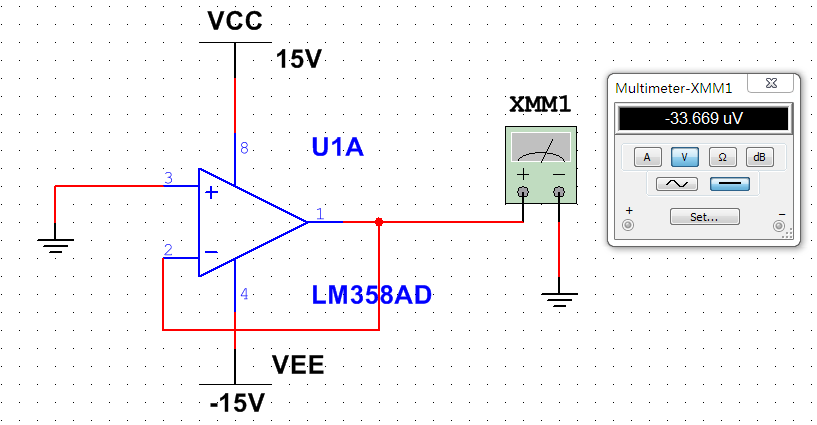 VCC
15V
8
U1A
3
+
1
2
−
4
LM358AD
VEE
-15V
XMM1
+ −
Multimeter-XMM1
-33.669 uV
A V Ω dB
+ −
Set...